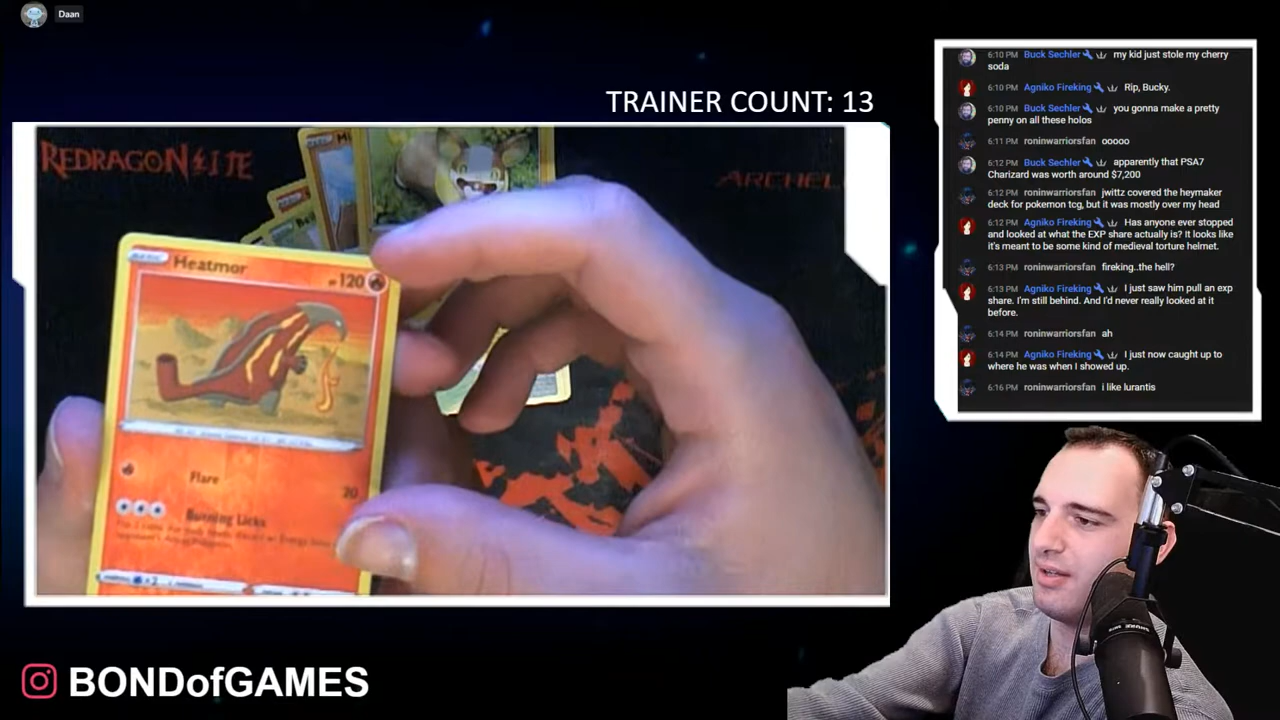 Daan
TRAINER COUNT: 13
REDRAGON
BASIC Heatmor 120
Flare 20
Burning Licks
6:10 PM Buck Sechler my kid just stole my cherry
soda
6:10 PM Agniko Fireking Rip, Bucky.
6:10 PM Buck Sechler you gonna make a pretty
penny on all these holos
6:11 PM roninwarriorsfan ooooo
6:12 PM Buck Sechler apparently that PSA7
Charizard was worth around $7,200
6:12 PM roninwarriorsfan jwittz covered the heymaker
deck for pokemon tcg, but it was mostly over my head
6:12 PM Agniko Fireking Has anyone ever stopped
and looked at what the EXP share actually is? It looks like
it's meant to be some kind of medieval torture helmet.
6:13 PM roninwarriorsfan fireking..the hell?
6:13 PM Agniko Fireking I just saw him pull an exp
share. I'm still behind. And I'd never really looked at it
before.
6:14 PM roninwarriorsfan ah
6:14 PM Agniko Fireking I just now caught up to
where he was when I showed up.
6:16 PM roninwarriorsfan i like lurantis
SHURE
BONDofGAMES